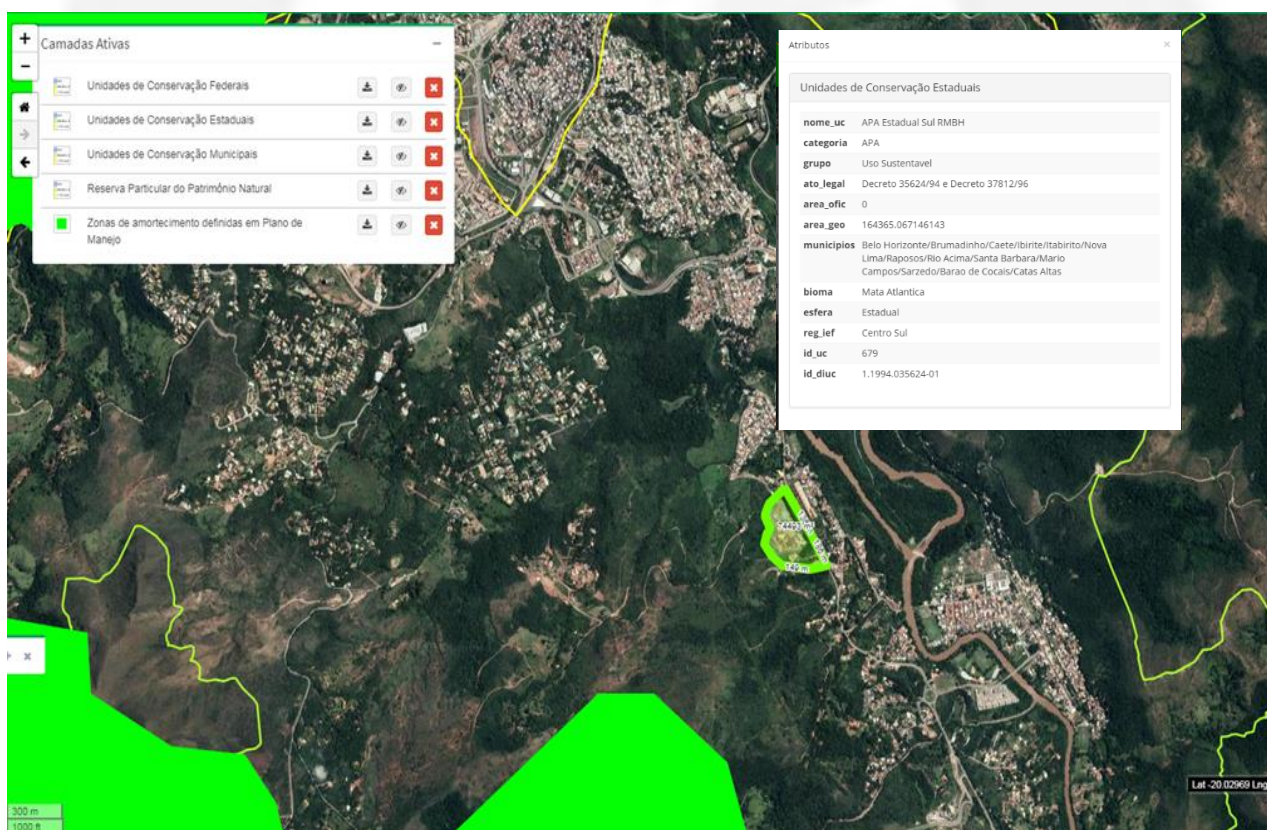 Camadas Ativas
Unidades de Conservação Federais
Unidades de Conservação Estaduais
Unidades de Conservação Municipais
Reserva Particular do Patrimônio Natural
Zonas de amortecimento definidas em Plano de
Manejo
Atributos
Unidades de Conservação Estaduais
nome_uc APA Estadual Sul RMBH
categoria APA
grupo Uso Sustentavel
ato_legal Decreto 35624/94 e Decreto 37812/96
area_ofic 0
area_geo 164365.067146143
municipios Belo Horizonte/Brumadinho/Caete/Ibirite/Itabirito/Nova
Lima/Raposos/Rio Acima/Santa Barbara/Mario
Campos/Sarzedo/Barao de Cocais/Catas Altas
bioma Mata Atlantica
esfera Estadual
reg_ief Centro Sul
id_uc 679
id_diuc 1.1994.035624-01
149 m
Lat -20.02969 Lng
300 m
1000 ft